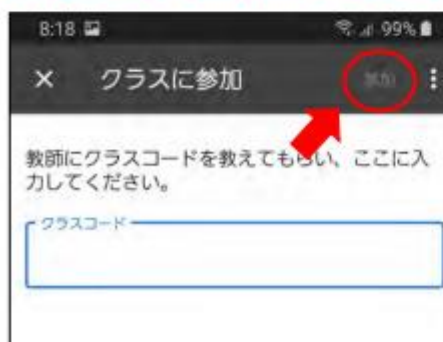 8:18 99%
× クラスに参加 参加
教師にクラスコードを教えてもらい、ここに入
力してください。
クラスコード